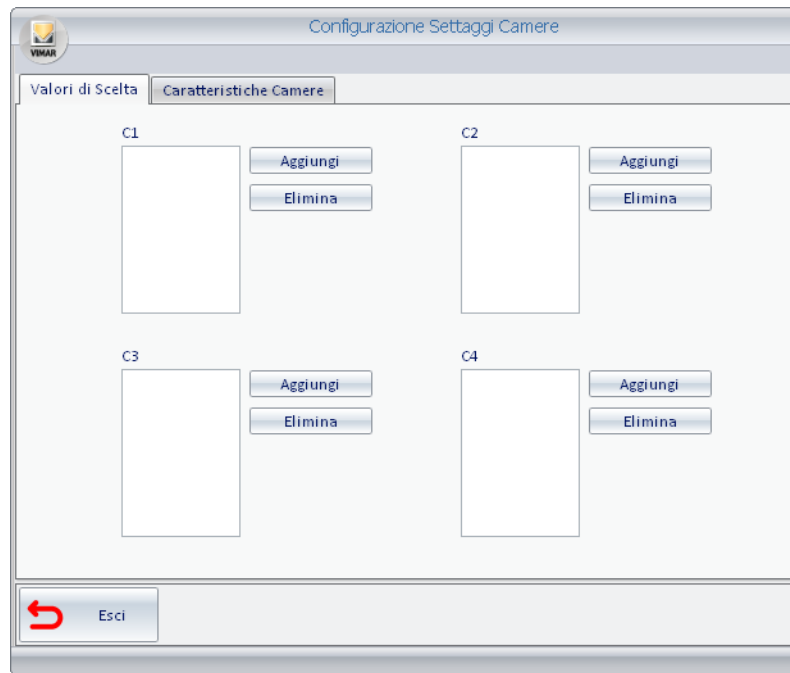 Configurazione Settaggi Camere
VIMAR
Valori di Scelta Caratteristiche Camere
C1 C2
Aggiungi Aggiungi
Elimina Elimina
C3 C4
Aggiungi Aggiungi
Elimina Elimina
Esci